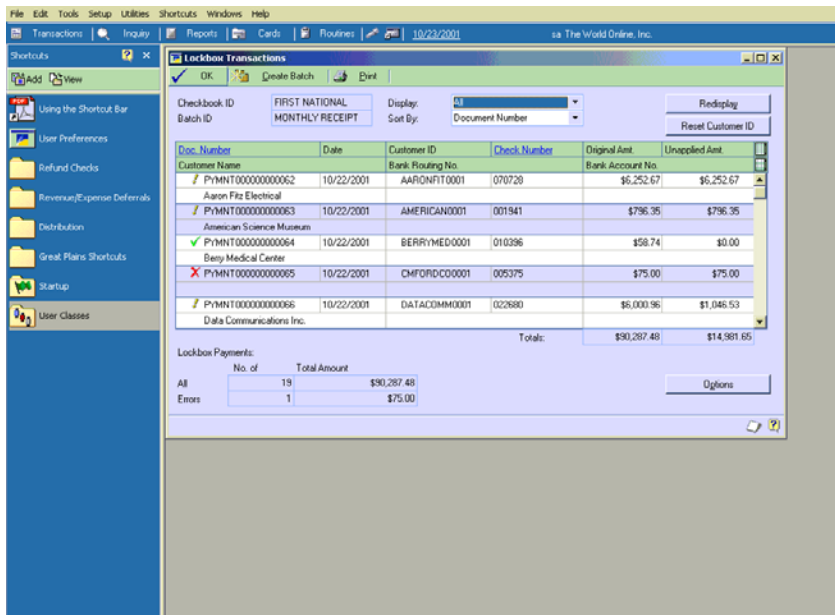 File Edit Tools Setup Utilities Shortcuts Windows Help
Transactions Inquiry Reports Cards Routines 10/23/2001 sa The World Online, Inc.
Shortcuts
Add View
Using the Shortcut Bar
User Preferences
Refund Checks
Revenue/Expense Deferrals
Distribution
Great Plains Shortcuts
Startup
User Classes
Lockbox Transactions
OK Create Batch Print
Checkbook ID FIRST NATIONAL Display: All Redisplay
Batch ID MONTHLY RECEIPT Sort By: Document Number Reset Customer ID
Doc. Number Date Customer ID Check Number Original Amt. Unapplied Amt.
Customer Name Bank Routing No. Bank Account No.
PYMNT000000000062 10/22/2001 AARONFIT0001 070728 $6,252.67 $6,252.67
Aaron Fitz Electrical
PYMNT000000000063 10/22/2001 AMERICAN0001 001941 $796.35 $796.35
American Science Museum
PYMNT000000000064 10/22/2001 BERRYMED0001 010396 $58.74 $0.00
Berry Medical Center
PYMNT000000000065 10/22/2001 CMFORDCO0001 005375 $75.00 $75.00
PYMNT000000000066 10/22/2001 DATACOMM0001 022680 $6,000.96 $1,046.53
Data Communications Inc.
Totals: $90,287.48 $14,981.65
Lockbox Payments:
No. of Total Amount
All 19 $90,287.48
Errors 1 $75.00
Options